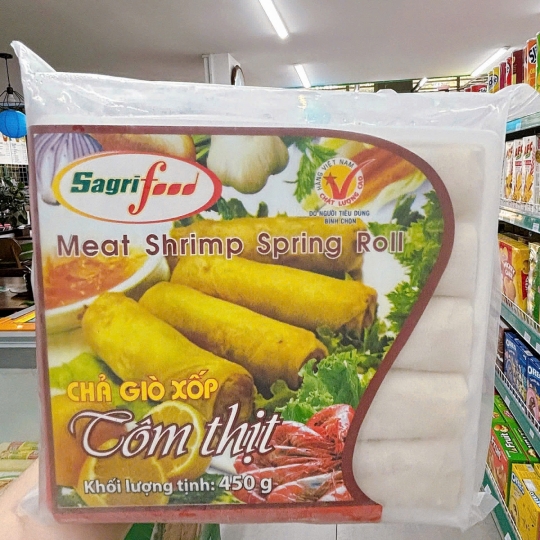 Sagrifood
HÀNG VIỆT NAM
CHẤT LƯỢNG CAO
DO NGƯỜI TIÊU DÙNG
BÌNH CHỌN
Meat Shrimp Spring Roll
CHẢ GIÒ XỐP
Tôm thịt
Khối lượng tịnh: 450 g